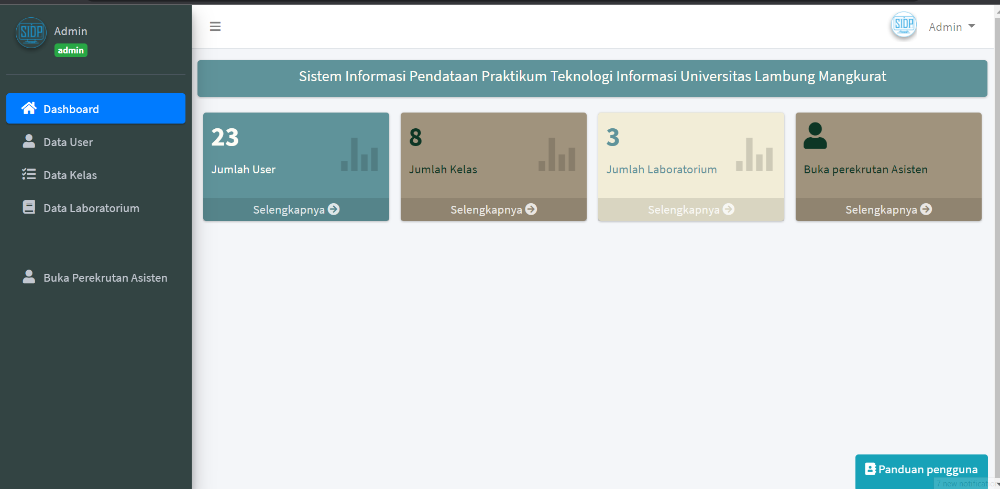 SIDP
Admin
admin
Dashboard
Data User
Data Kelas
Data Laboratorium
Buka Perekrutan Asisten
SIDP
Admin
Sistem Informasi Pendataan Praktikum Teknologi Informasi Universitas Lambung Mangkurat
23
Jumlah User
Selengkapnya
8
Jumlah Kelas
Selengkapnya
3
Jumlah Laboratorium
Selengkapnya
Buka perekrutan Asisten
Selengkapnya
Panduan pengguna
7 new notification